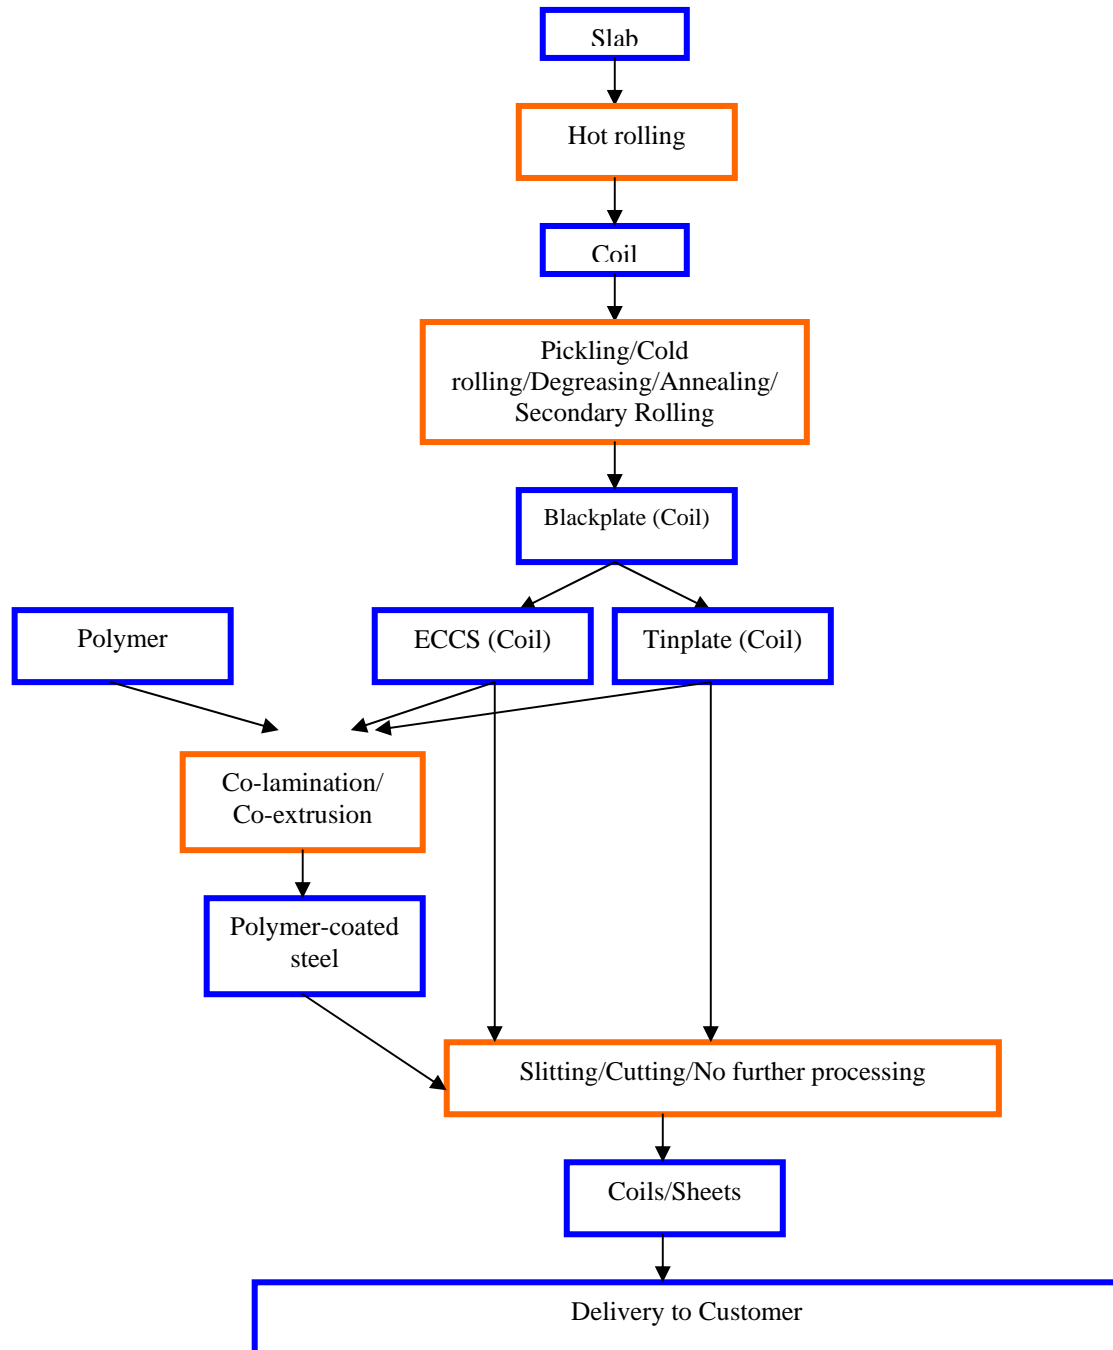 Slab
Hot rolling
Coil
Pickling/Cold
rolling/Degreasing/Annealing/
Secondary Rolling
Blackplate (Coil)
Polymer
ECCS (Coil)
Tinplate (Coil)
Co-lamination/
Co-extrusion
Polymer-coated
steel
Slitting/Cutting/No further processing
Coils/Sheets
Delivery to Customer